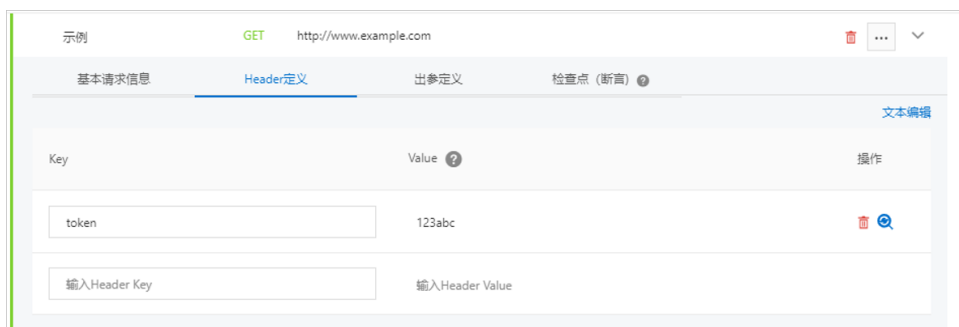 示例 GET http://www.example.com ...
基本请求信息 Header定义 出参定义 检查点（断言） ?
文本编辑
Key Value ? 操作
token 123abc
输入Header Key 输入Header Value